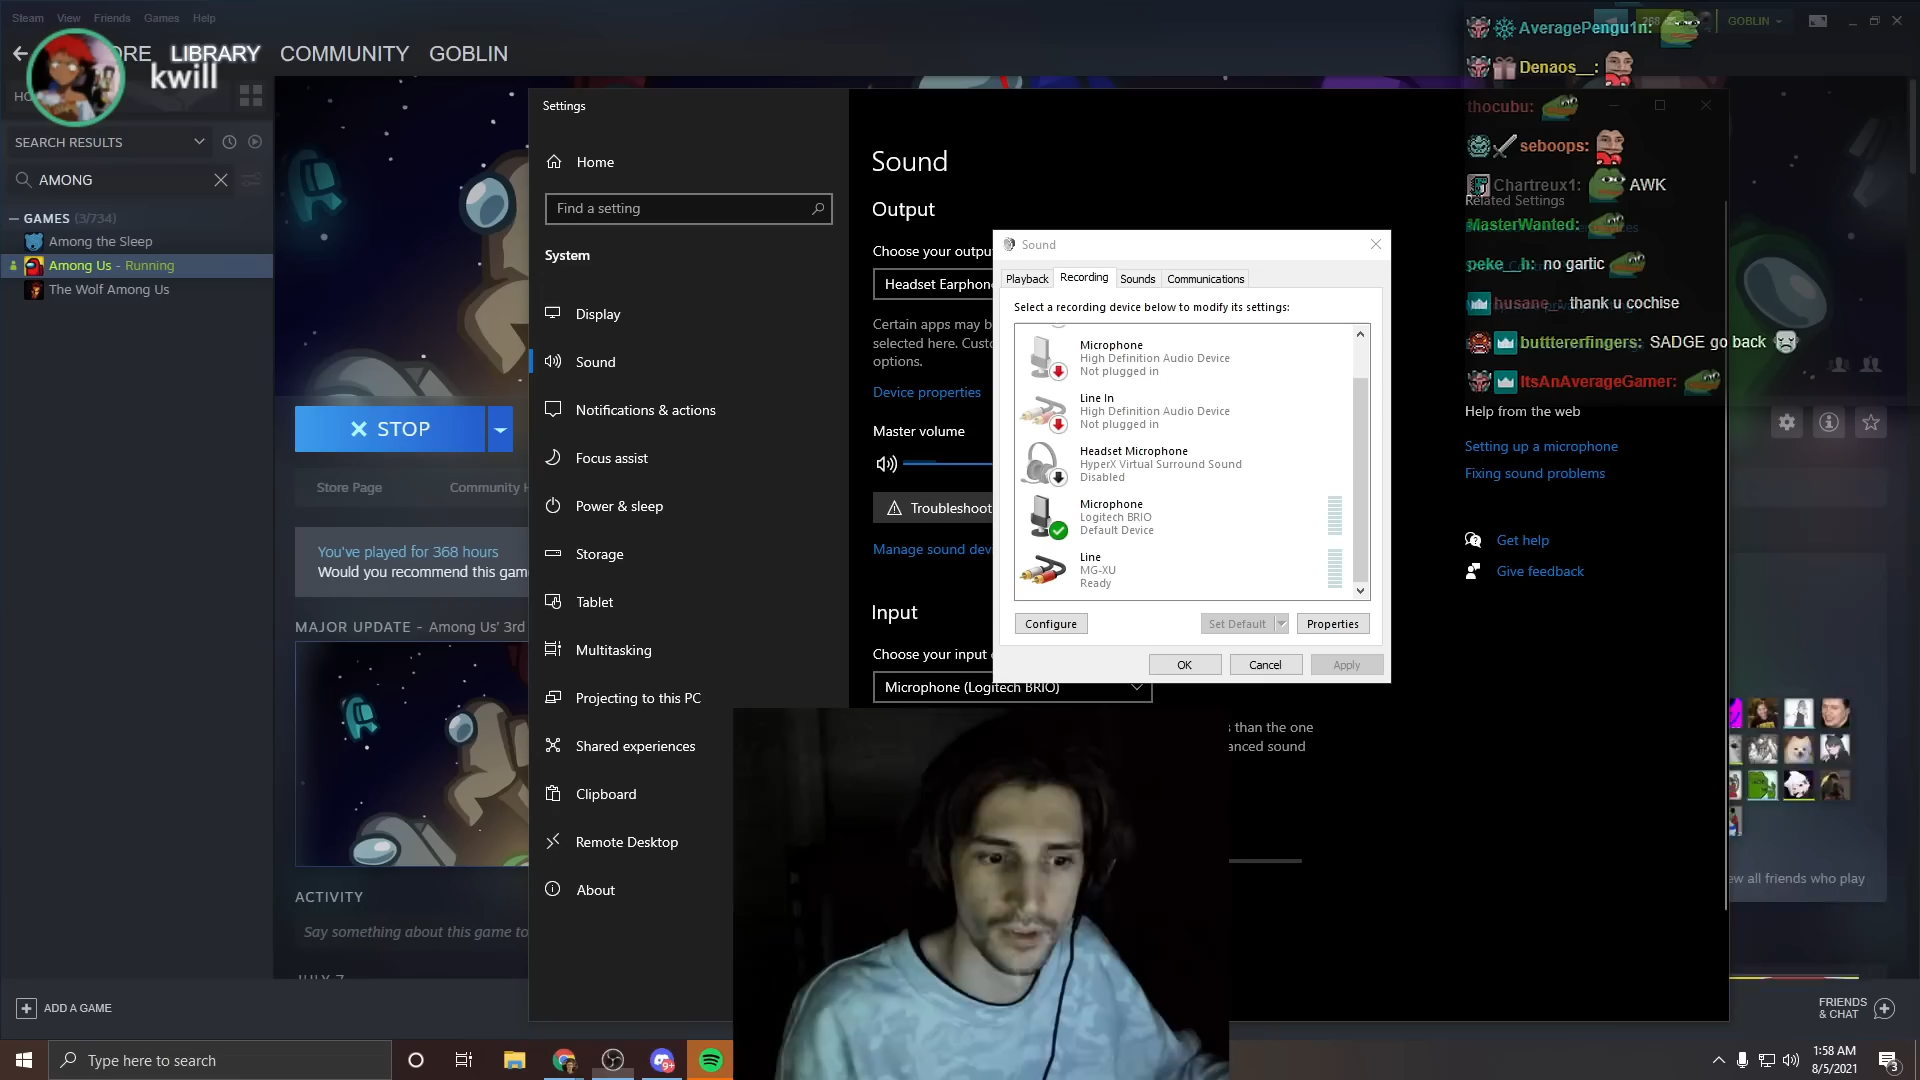 Steam View Friends Games Help
LIBRARY COMMUNITY GOBLIN
kwill
SEARCH RESULTS
AMONG
GAMES (3/734)
Among the Sleep
Among Us - Running
The Wolf Among Us
STOP
Store Page
You've played for 368 hours
Would you recommend this
MAJOR UPDATE - Among Us' 3rd
ACTIVITY
Say something about this game to
JULY 7
ADD A GAME
Settings
Home
Find a setting
System
Display
Sound
Notifications & actions
Focus assist
Power & sleep
Storage
Tablet
Multitasking
Projecting to this PC
Shared experiences
Clipboard
Remote Desktop
About
Sound
Output
Choose your
Headset
Certain apps may
selected here.
options.
Device properties
Master volume
Troubleshoot
Manage sound
Input
Choose your input
Microphone (Logitech BRIO)
than the one
sound
Sound
Playback Recording Sounds Communications
Select a recording device below to modify its settings:
Microphone
High Definition Audio Device
Not plugged in
Line In
High Definition Audio Device
Not plugged in
Headset Microphone
HyperX Virtual Surround Sound
Disabled
Microphone
Logitech BRIO
Default Device
Line
MG-XU
Ready
Configure Set Default Properties
OK Cancel Apply
268 GOBLIN
AveragePengu1n:
Denaos__:
thocubu:
seboops:
Chartreux1: AWK
Related Settings
MasterWanted:
peke__h: no gartic
husane_: thank u cochise
butttererfingers: SADGE go back
ItsAnAverageGamer:
Help from the web
Setting up a microphone
Fixing sound problems
Get help
Give feedback
all friends who play
FRIENDS
& CHAT
Type here to search
9+
1:58 AM
8/5/2021
3